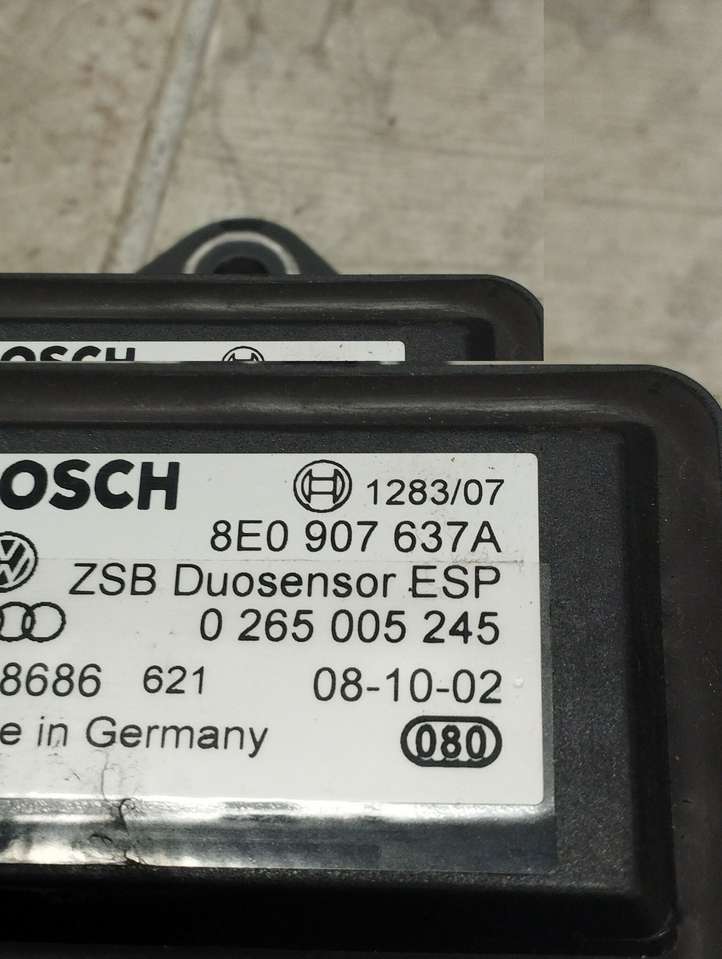 OSCH
OSCH 1283/07
8E0 907 637A
ZSB Duosensor ESP
0 265 005 245
8686 621 08-10-02
e in Germany 080